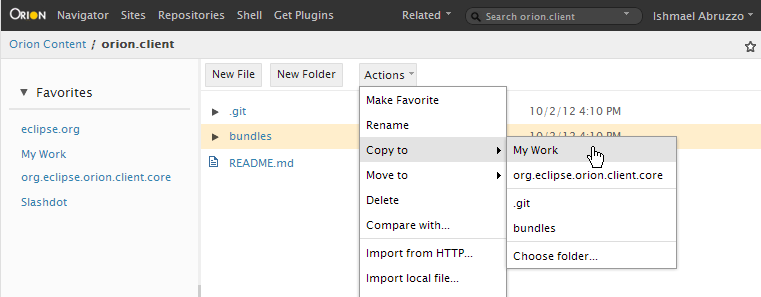 ORION Navigator Sites Repositories Shell Get Plugins Related Search orion.client Ishmael Abruzzo
Orion Content / orion.client
New File New Folder Actions
Favorites
eclipse.org
My Work
org.eclipse.orion.client.core
Slashdot
.git 10/2/12 4:10 PM
bundles 10/2/12 4:10 PM
README.md
Make Favorite
Rename
Copy to
Move to
Delete
Compare with...
Import from HTTP...
Import local file...
My Work
org.eclipse.orion.client.core
.git
bundles
Choose folder...